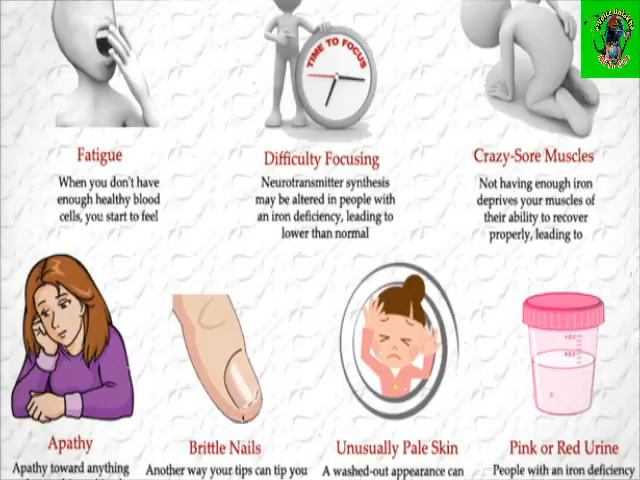 TIME TO FOCUS
Fatigue
When you don't have
enough healthy blood
cells, you start to feel
Difficulty Focusing
Neurotransmitter synthesis
may be altered in people with
an iron deficiency, leading to
lower than normal
Crazy-Sore Muscles
Not having enough iron
deprives your muscles of
their ability to recover
properly, leading to
Apathy
Apathy toward anything
Brittle Nails
Another way your tips can tip you
Unusually Pale Skin
A washed-out appearance can
Pink or Red Urine
People with an iron deficiency